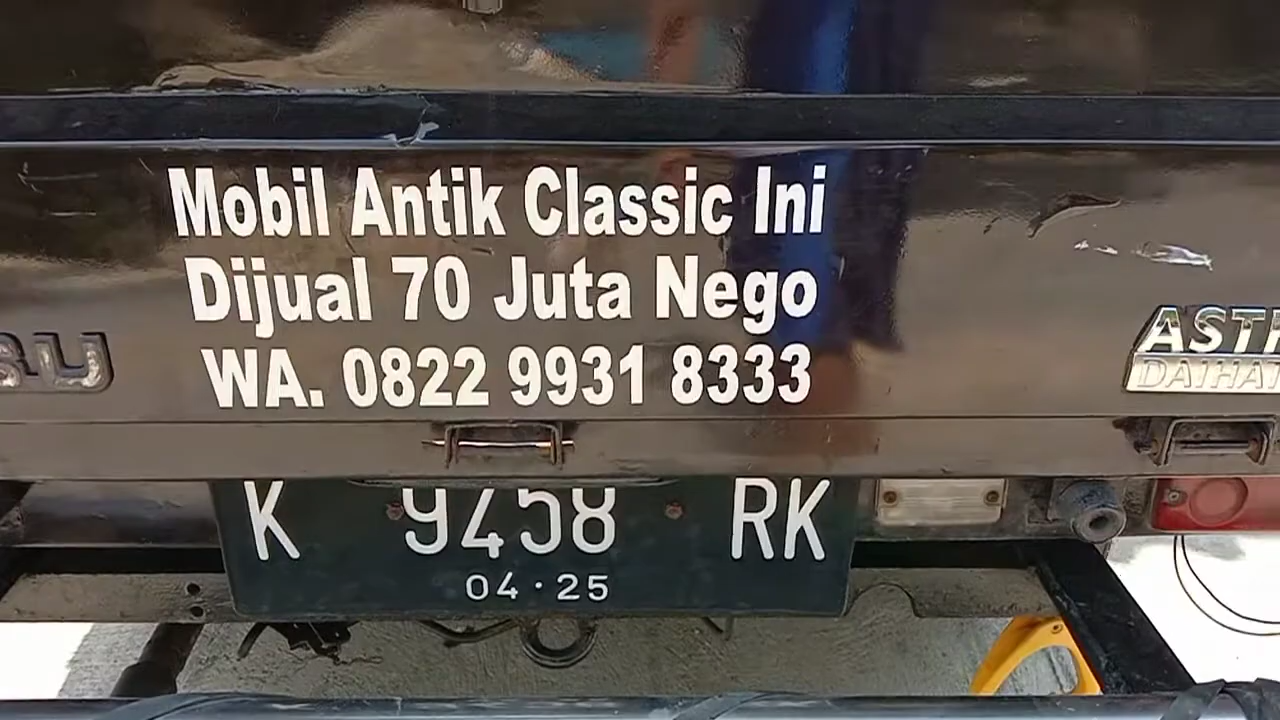 Mobil Antik Classic Ini
Dijual 70 Juta Nego
WA. 0822 9931 8333
K 9458 RK
04·25